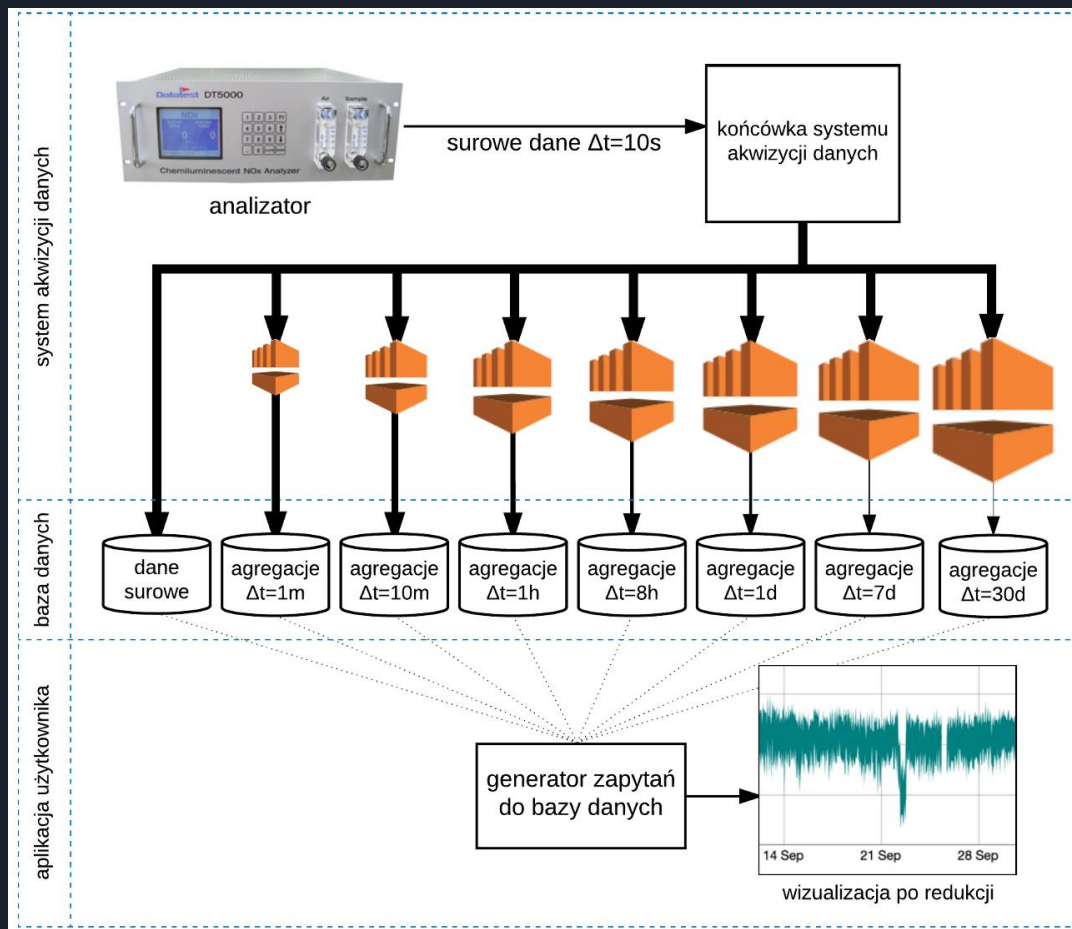 system akwizycji danych
Datatest DT5000
NOx
0
0
Air
Sample
Chemiluminescent NOx Analyzer
analizator
surowe dane Δt=10s
końcówka systemu
akwizycji danych
baza danych
dane
surowe
agregacje
Δt=1m
agregacje
Δt=10m
agregacje
Δt=1h
agregacje
Δt=8h
agregacje
Δt=1d
agregacje
Δt=7d
agregacje
Δt=30d
aplikacja użytkownika
generator zapytań
do bazy danych
14 Sep
21 Sep
28 Sep
wizualizacja po redukcji